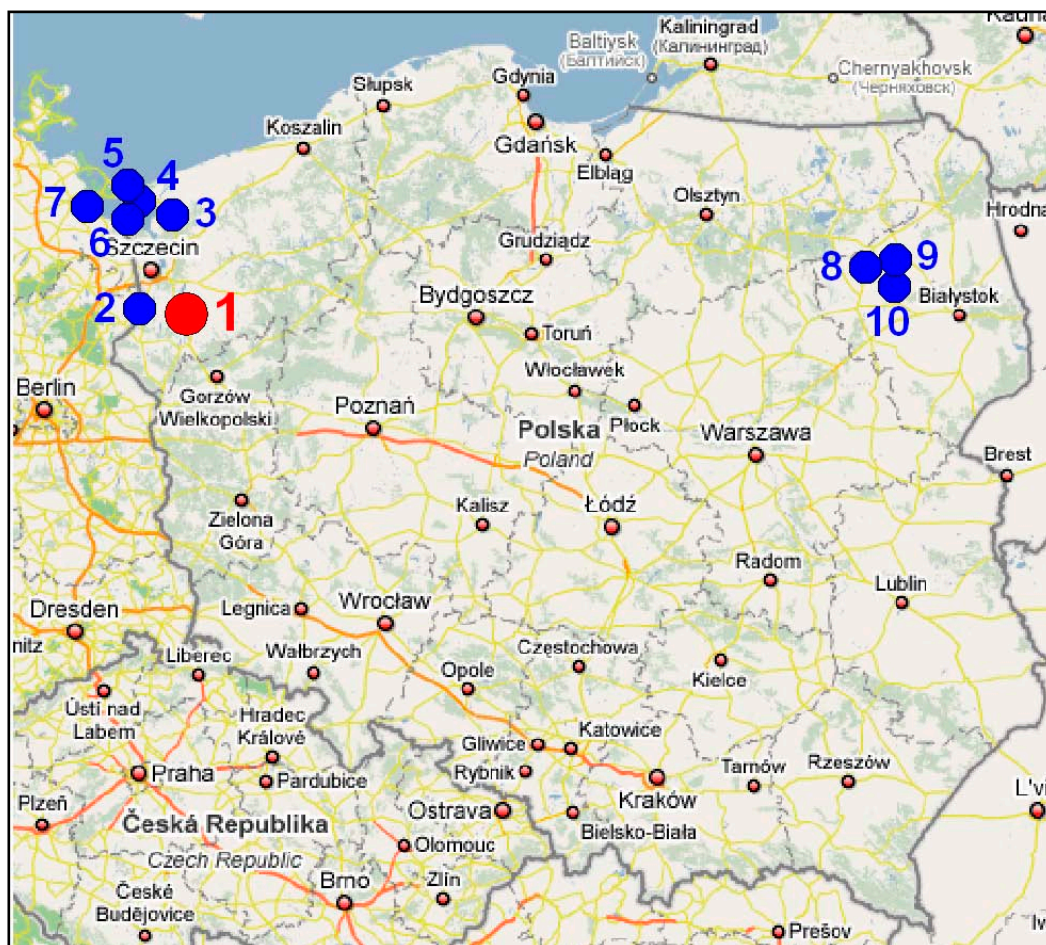 Kaliningrad
(Калининград)
Baltiysk
(Балтийск)
Chernyakhovsk
(Черняховск)
Gdynia
Słupsk
Koszalin
Gdańsk
Elbląg
Olsztyn
Hrodna
5
4
7
3
6
Szczecin
Grudziądz
8
9
2
1
Bydgoszcz
10
Białystok
Toruń
Włocławek
Berlin
Gorzów
Wielkopolski
Poznań
Płock
Polska
Poland
Warszawa
Brest
Kalisz
Łódź
Zielona
Góra
Radom
Lublin
Legnica
Wrocław
Dresden
Liberec
Wałbrzych
Częstochowa
Opole
Kielce
Ústí nad
Labem
Hradec
Králové
Gliwice
Katowice
Praha
Pardubice
Rybnik
Tarnów
Rzeszów
Kraków
Plzeň
Česká Republika
Czech Republic
Ostrava
Bielsko-Biała
L'vi
Olomouc
České
Budějovice
Brno
Zlín
Prešov